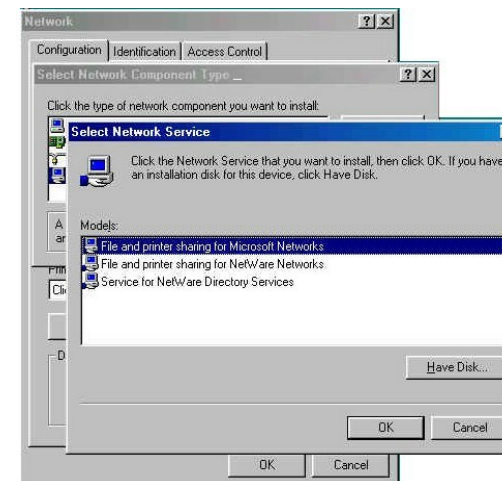 Network
Configuration Identification Access Control
Select Network Component Type
Click the type of network component you want to install:
Select Network Service
Click the Network Service that you want to install, then click OK. If you have
an installation disk for this device, click Have Disk.
Models:
File and printer sharing for Microsoft Networks
File and printer sharing for NetWare Networks
Service for NetWare Directory Services
Have Disk...
OK Cancel
OK Cancel